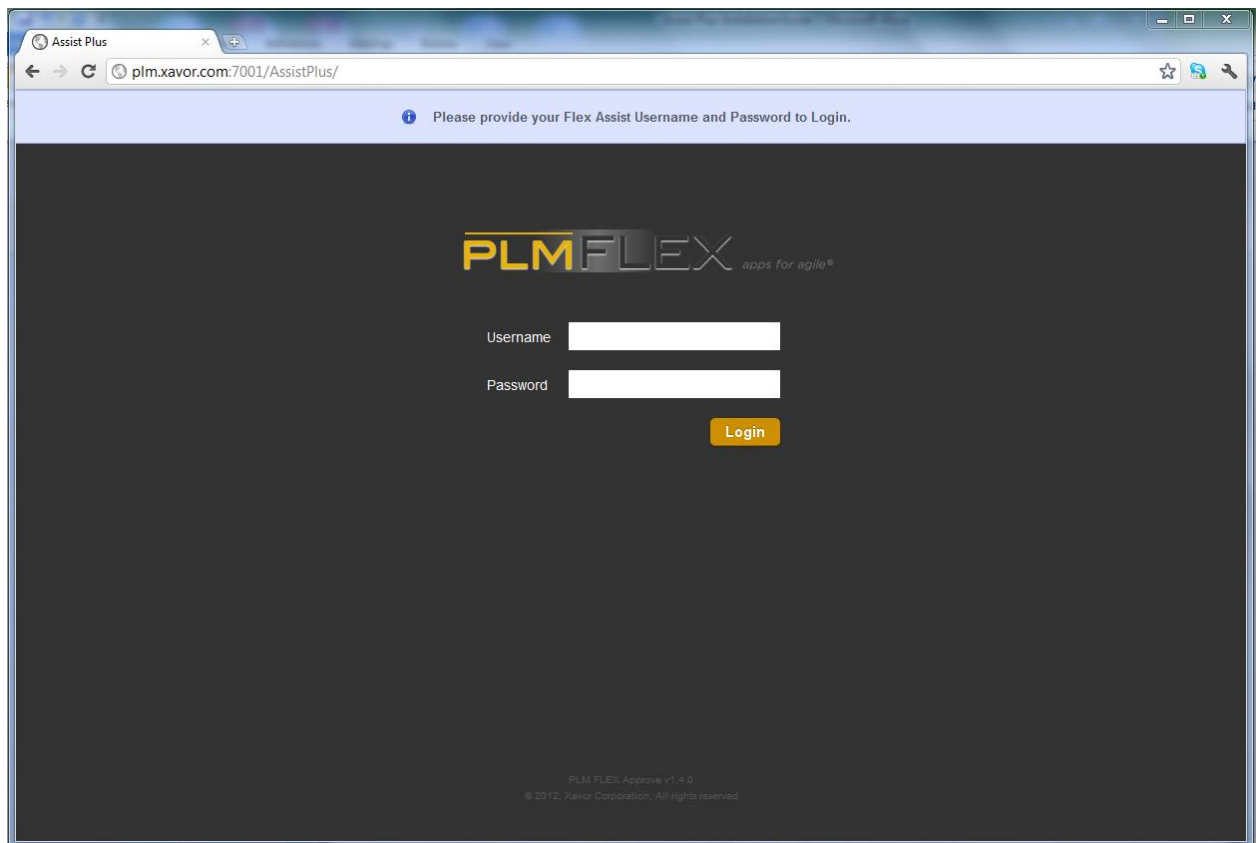 Assist Plus
plm.xavor.com:7001/AssistPlus/
Please provide your Flex Assist Username and Password to Login.
PLMFLEX apps for agile®
Username
Password
Login
PLM FLEX Approve v1.4.0
© 2012, Xavor Corporation, All rights reserved